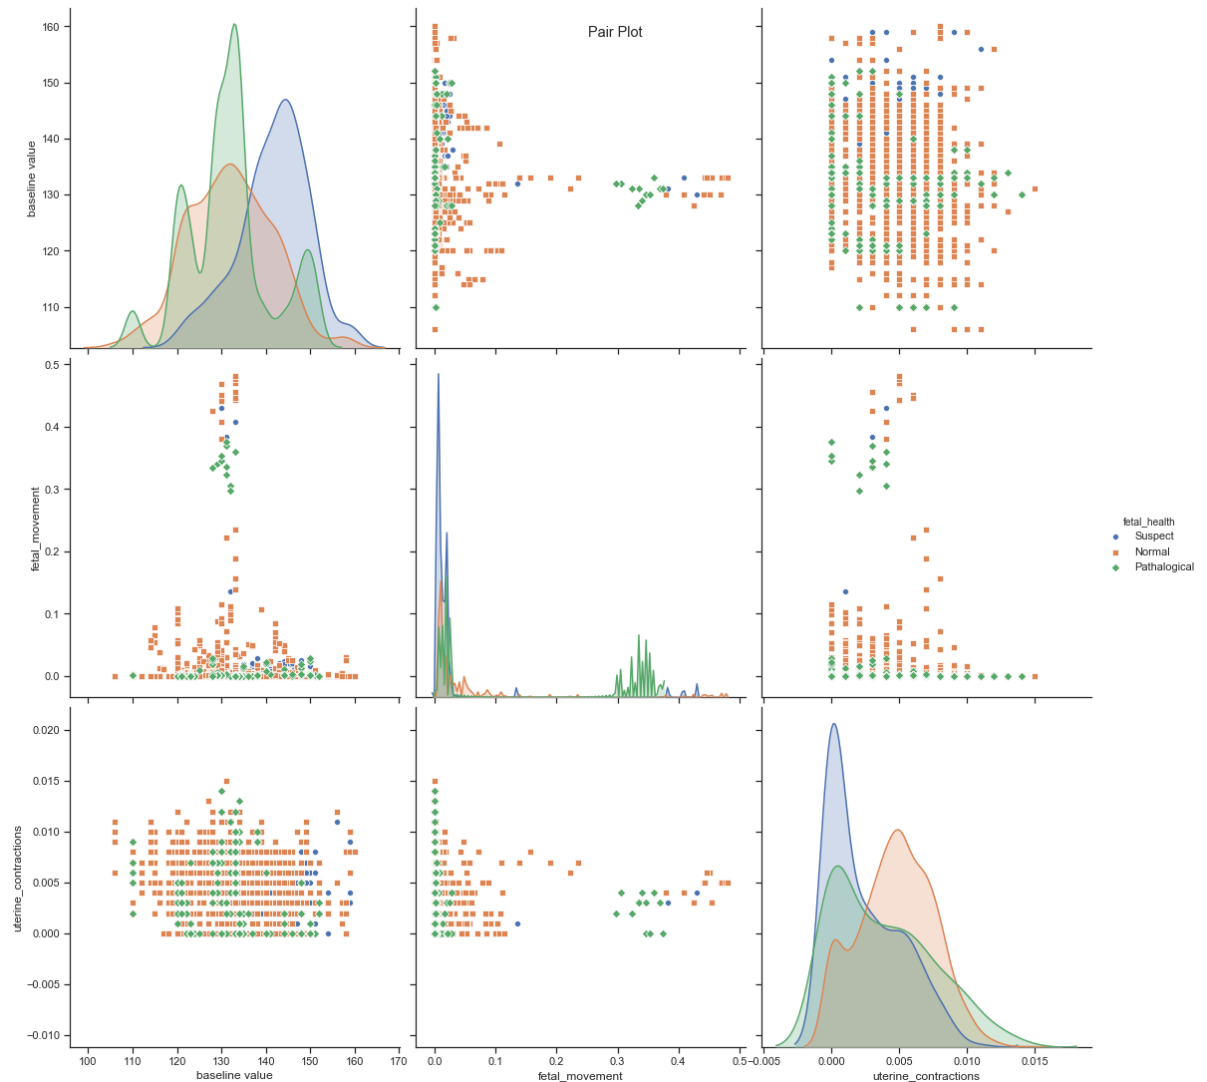 Pair Plot
160
150
140
130
120
110
baseline value
0.5
0.4
0.3
0.2
0.1
0.0
fetal_movement
fetal_health
Suspect
Normal
Pathalogical
0.020
0.015
0.010
0.005
0.000
−0.005
−0.010
uterine_contractions
100 110 120 130 140 150 160 170
baseline value
0.0 0.1 0.2 0.3 0.4 0.5
fetal_movement
−0.005 0.000 0.005 0.010 0.015
uterine_contractions